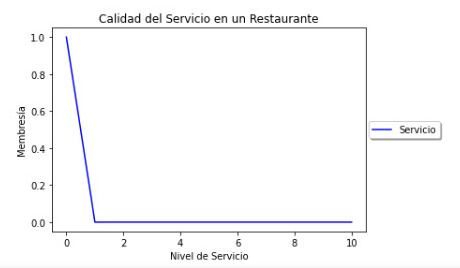 Calidad del Servicio en un Restaurante
1.0
0.8
0.6
0.4
0.2
0.0
Membresía
Servicio
0 2 4 6 8 10
Nivel de Servicio